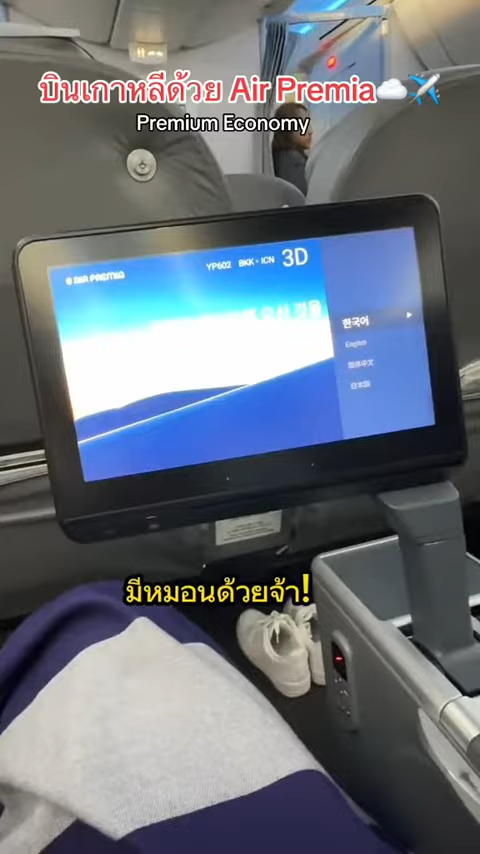 บินเกาหลีด้วย Air Premia☁️✈️
Premium Economy
AIR PREMIA
YP602 BKK - ICN 3D
한국어
English
简体中文
日本語
มีหมอนด้วยจ้า!